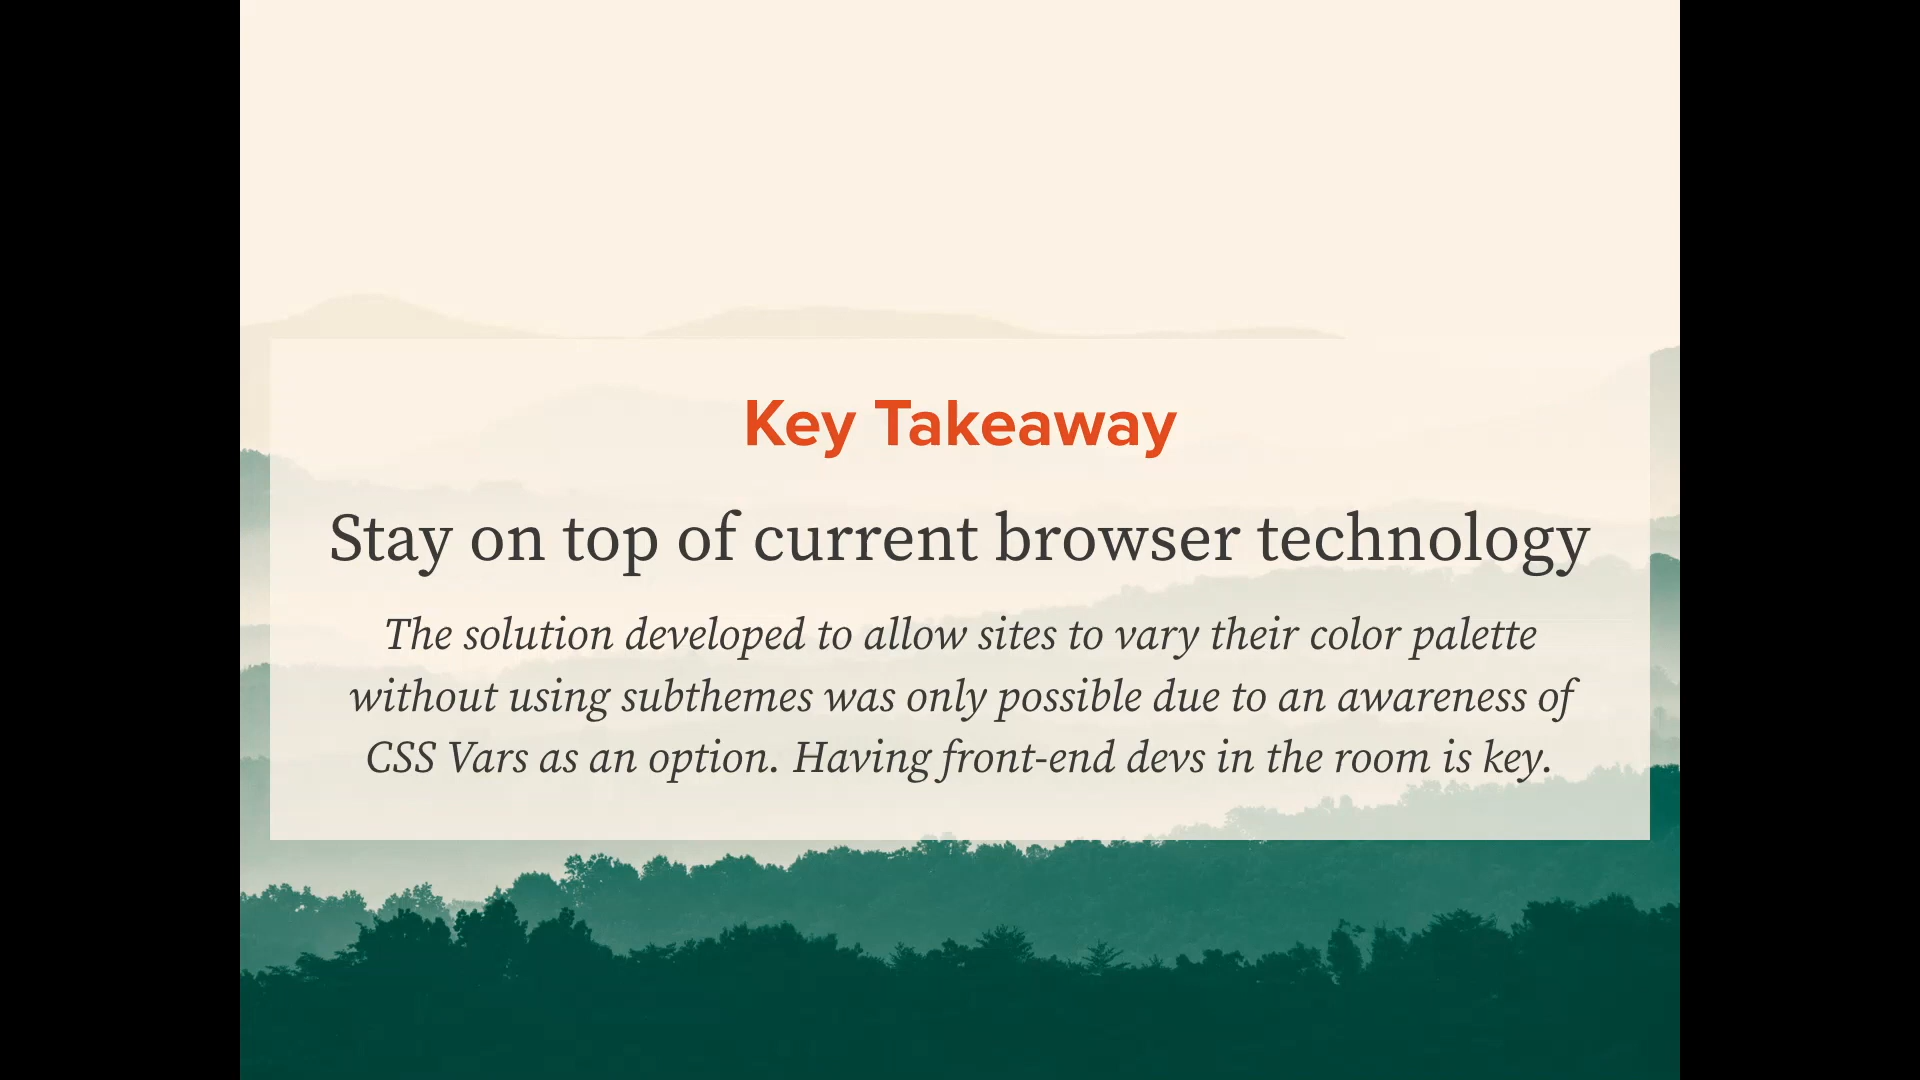 Key Takeaway
Stay on top of current browser technology
The solution developed to allow sites to vary their color palette
without using subthemes was only possible due to an awareness of
CSS Vars as an option. Having front-end devs in the room is key.